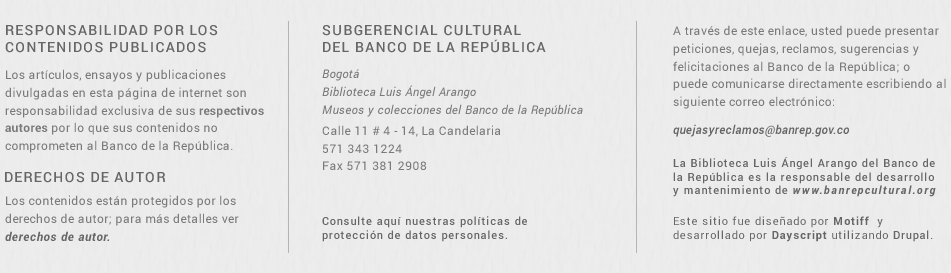 RESPONSABILIDAD POR LOS
CONTENIDOS PUBLICADOS
Los artículos, ensayos y publicaciones
divulgadas en esta página de internet son
responsabilidad exclusiva de sus respectivos
autores por lo que sus contenidos no
comprometen al Banco de la República.
DERECHOS DE AUTOR
Los contenidos están protegidos por los
derechos de autor; para más detalles ver
derechos de autor.
SUBGERENCIAL CULTURAL
DEL BANCO DE LA REPÚBLICA
Bogotá
Biblioteca Luis Ángel Arango
Museos y colecciones del Banco de la República
Calle 11 # 4 - 14, La Candelaria
571 343 1224
Fax 571 381 2908
Consulte aquí nuestras políticas de
protección de datos personales.
A través de este enlace, usted puede presentar
peticiones, quejas, reclamos, sugerencias y
felicitaciones al Banco de la República; o
puede comunicarse directamente escribiendo al
siguiente correo electrónico:
quejasyreclamos@banrep.gov.co
La Biblioteca Luis Ángel Arango del Banco de
la República es la responsable del desarrollo
y mantenimiento de www.banrepcultural.org
Este sitio fue diseñado por Motiff y
desarrollado por Dayscript utilizando Drupal.